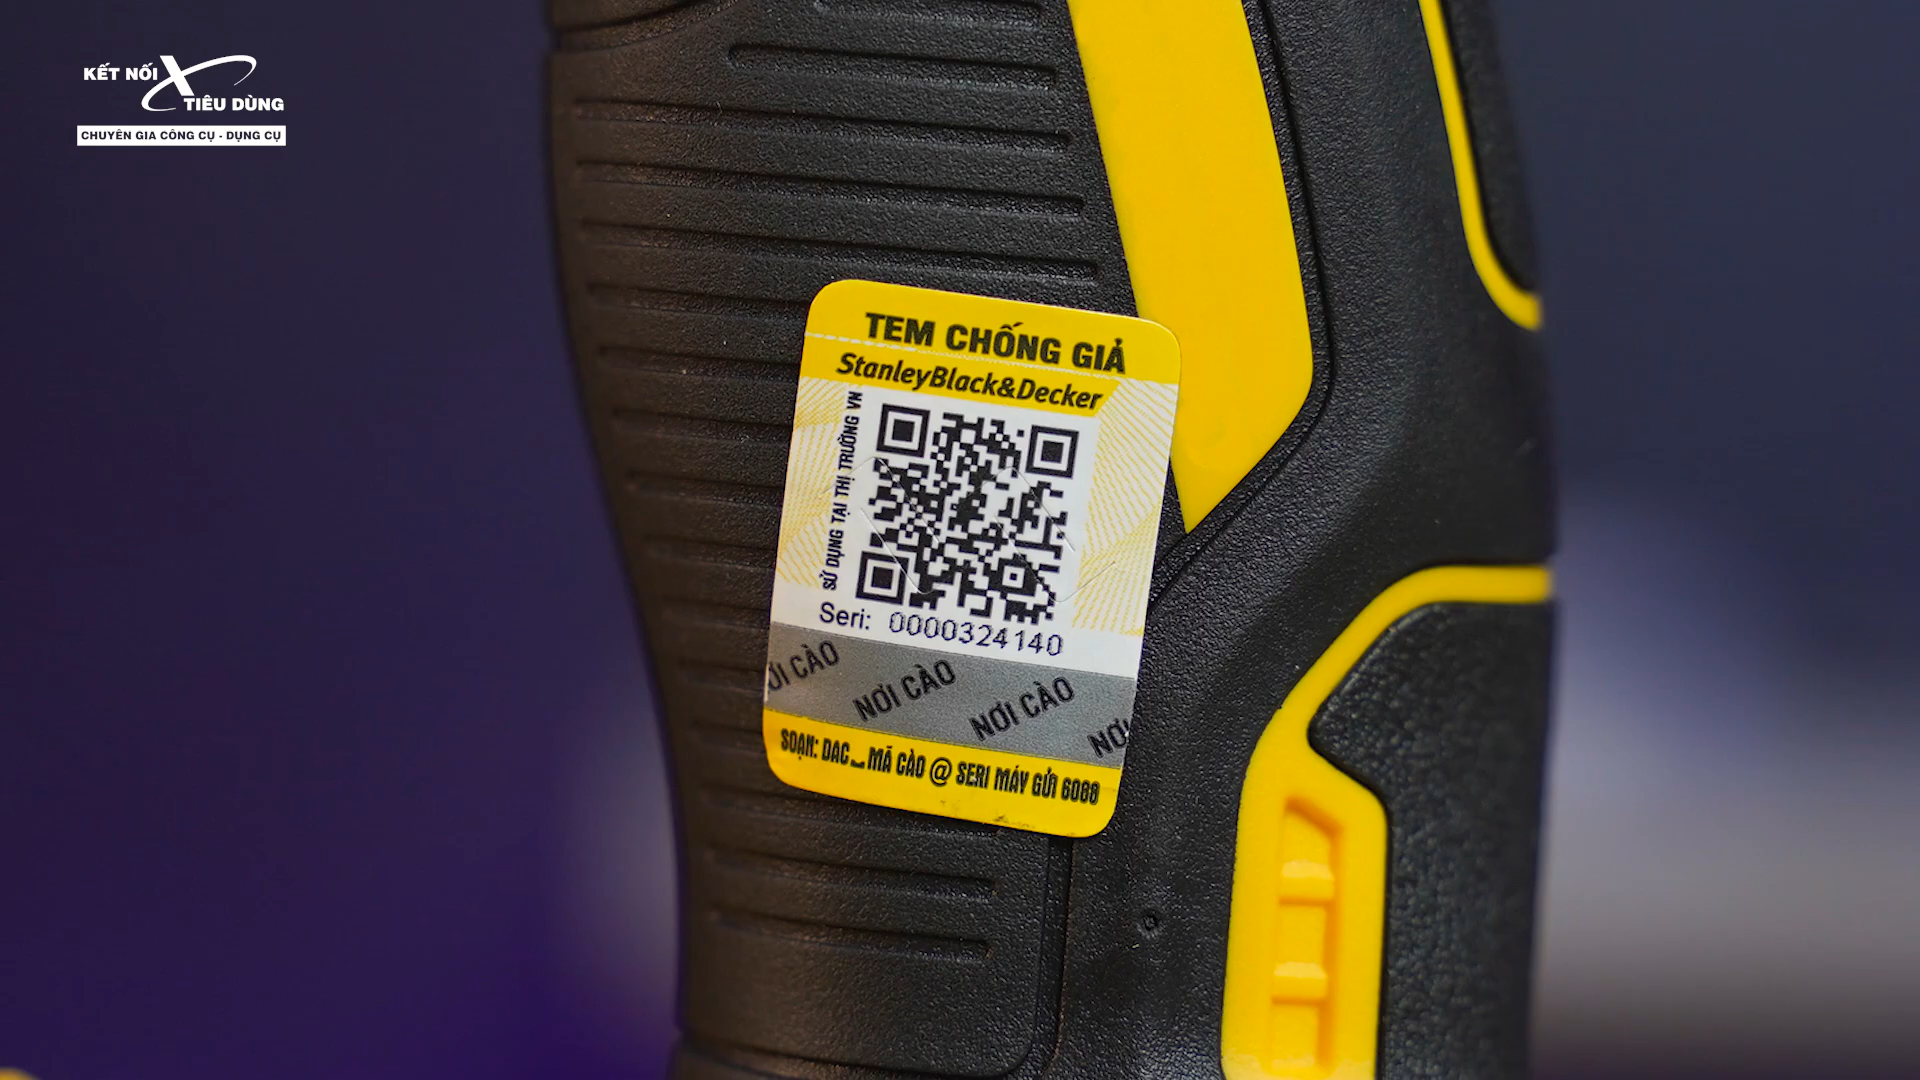 KẾT NỐI
TIÊU DÙNG
CHUYÊN GIA CÔNG CỤ - DỤNG CỤ
TEM CHỐNG GIẢ
StanleyBlack&Decker
SỬ DỤNG TẠI THỊ TRƯỜNG VN
Seri: 0000324140
NƠI CÀO NƠI CÀO
SOẠN: DAC_MÃ CÀO @ SERI MÁY GỬI 6088